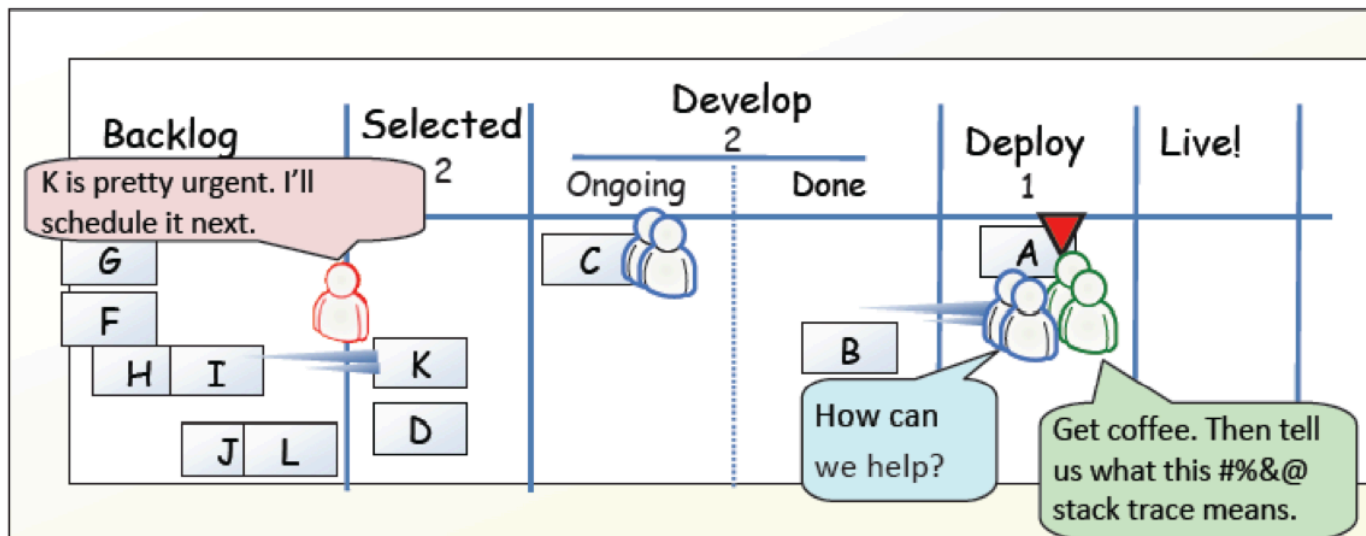 Backlog
Selected
2
Develop
2
Ongoing
Done
Deploy
1
Live!
K is pretty urgent. I'll
schedule it next.
G
F
H I
J L
K
D
C
B
A
How can
we help?
Get coffee. Then tell
us what this #%&@
stack trace means.